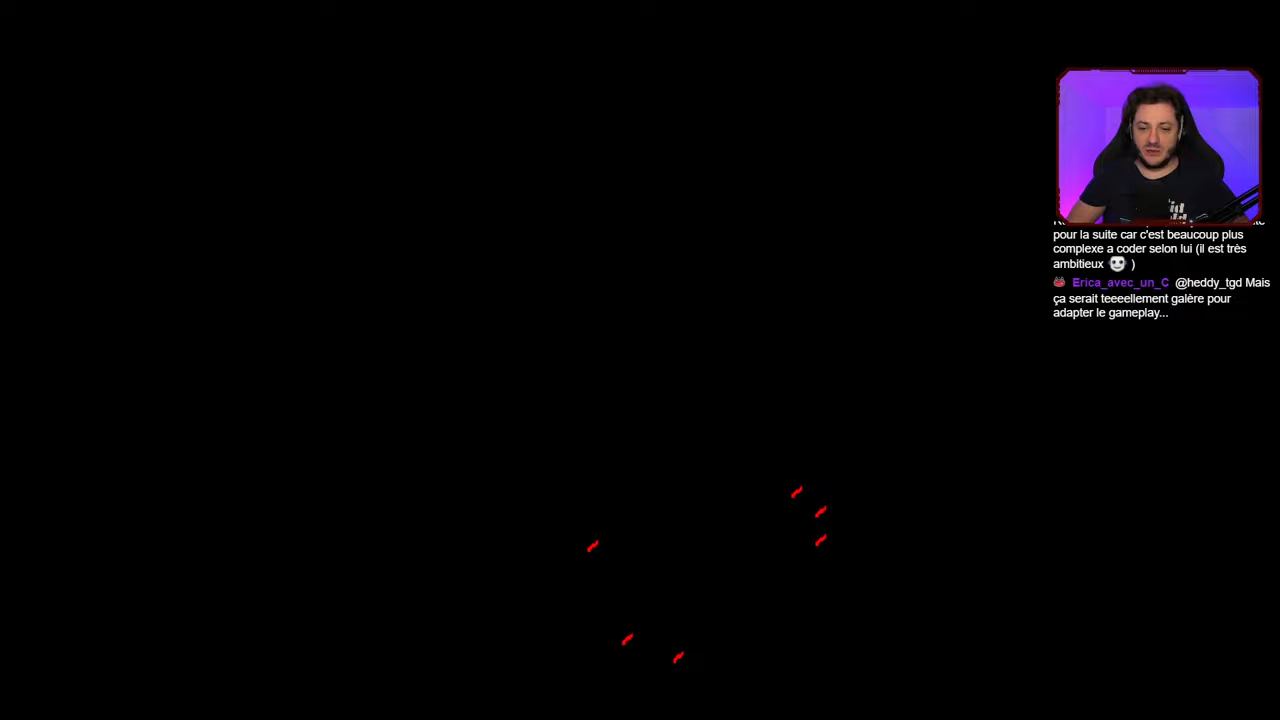 pour la suite car c'est beaucoup plus
complexe a coder selon lui (il est très
ambitieux )
Erica_avec_un_C @heddy_tgd Mais
ça serait teeeellement galère pour
adapter le gameplay...